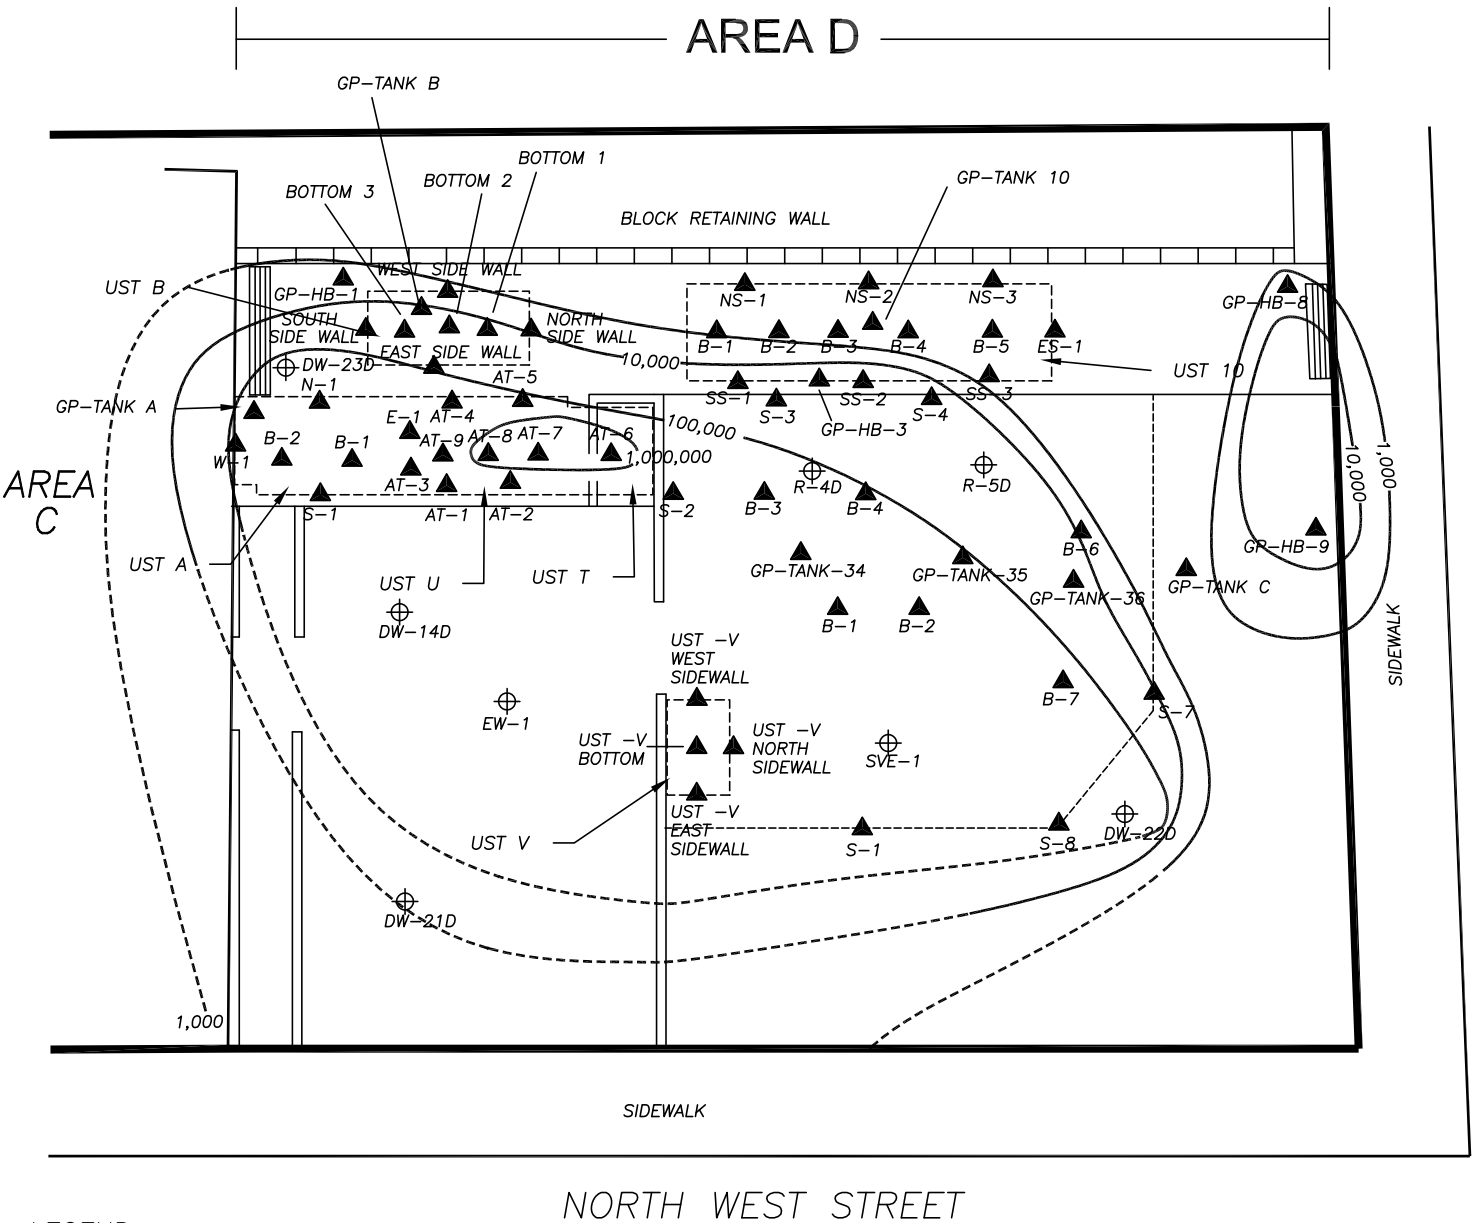 AREA D
GP-TANK B
BOTTOM 1
BOTTOM 2
BOTTOM 3
GP-TANK 10
BLOCK RETAINING WALL
WEST SIDE WALL
UST B
GP-HB-1
NS-1
NS-2
NS-3
GP-HB-8
SOUTH
SIDE WALL
NORTH
SIDE WALL
B-1
B-2
B-3
B-4
B-5
ES-1
EAST SIDE WALL
10,000
DW-23D
UST 10
N-1
AT-5
SS-1
S-3
SS-2
S-4
SS-3
GP-TANK A
E-1
AT-4
100,000
GP-HB-3
B-2
B-1
AT-9
AT-8
AT-7
AT-6
1,000,000
W-1
10,000
1,000
AREA
C
AT-3
R-4D
R-5D
S-1
AT-1
AT-2
S-2
B-3
B-4
B-6
GP-HB-9
UST A
UST U
UST T
GP-TANK-34
GP-TANK-35
GP-TANK-36
GP-TANK C
DW-14D
B-1
B-2
SIDEWALK
UST -V
WEST
SIDEWALL
B-7
S-7
EW-1
UST -V
BOTTOM
UST -V
NORTH
SIDEWALL
SVE-1
UST V
UST -V
EAST
SIDEWALL
S-1
S-8
DW-22D
DW-21D
1,000
SIDEWALK
NORTH WEST STREET